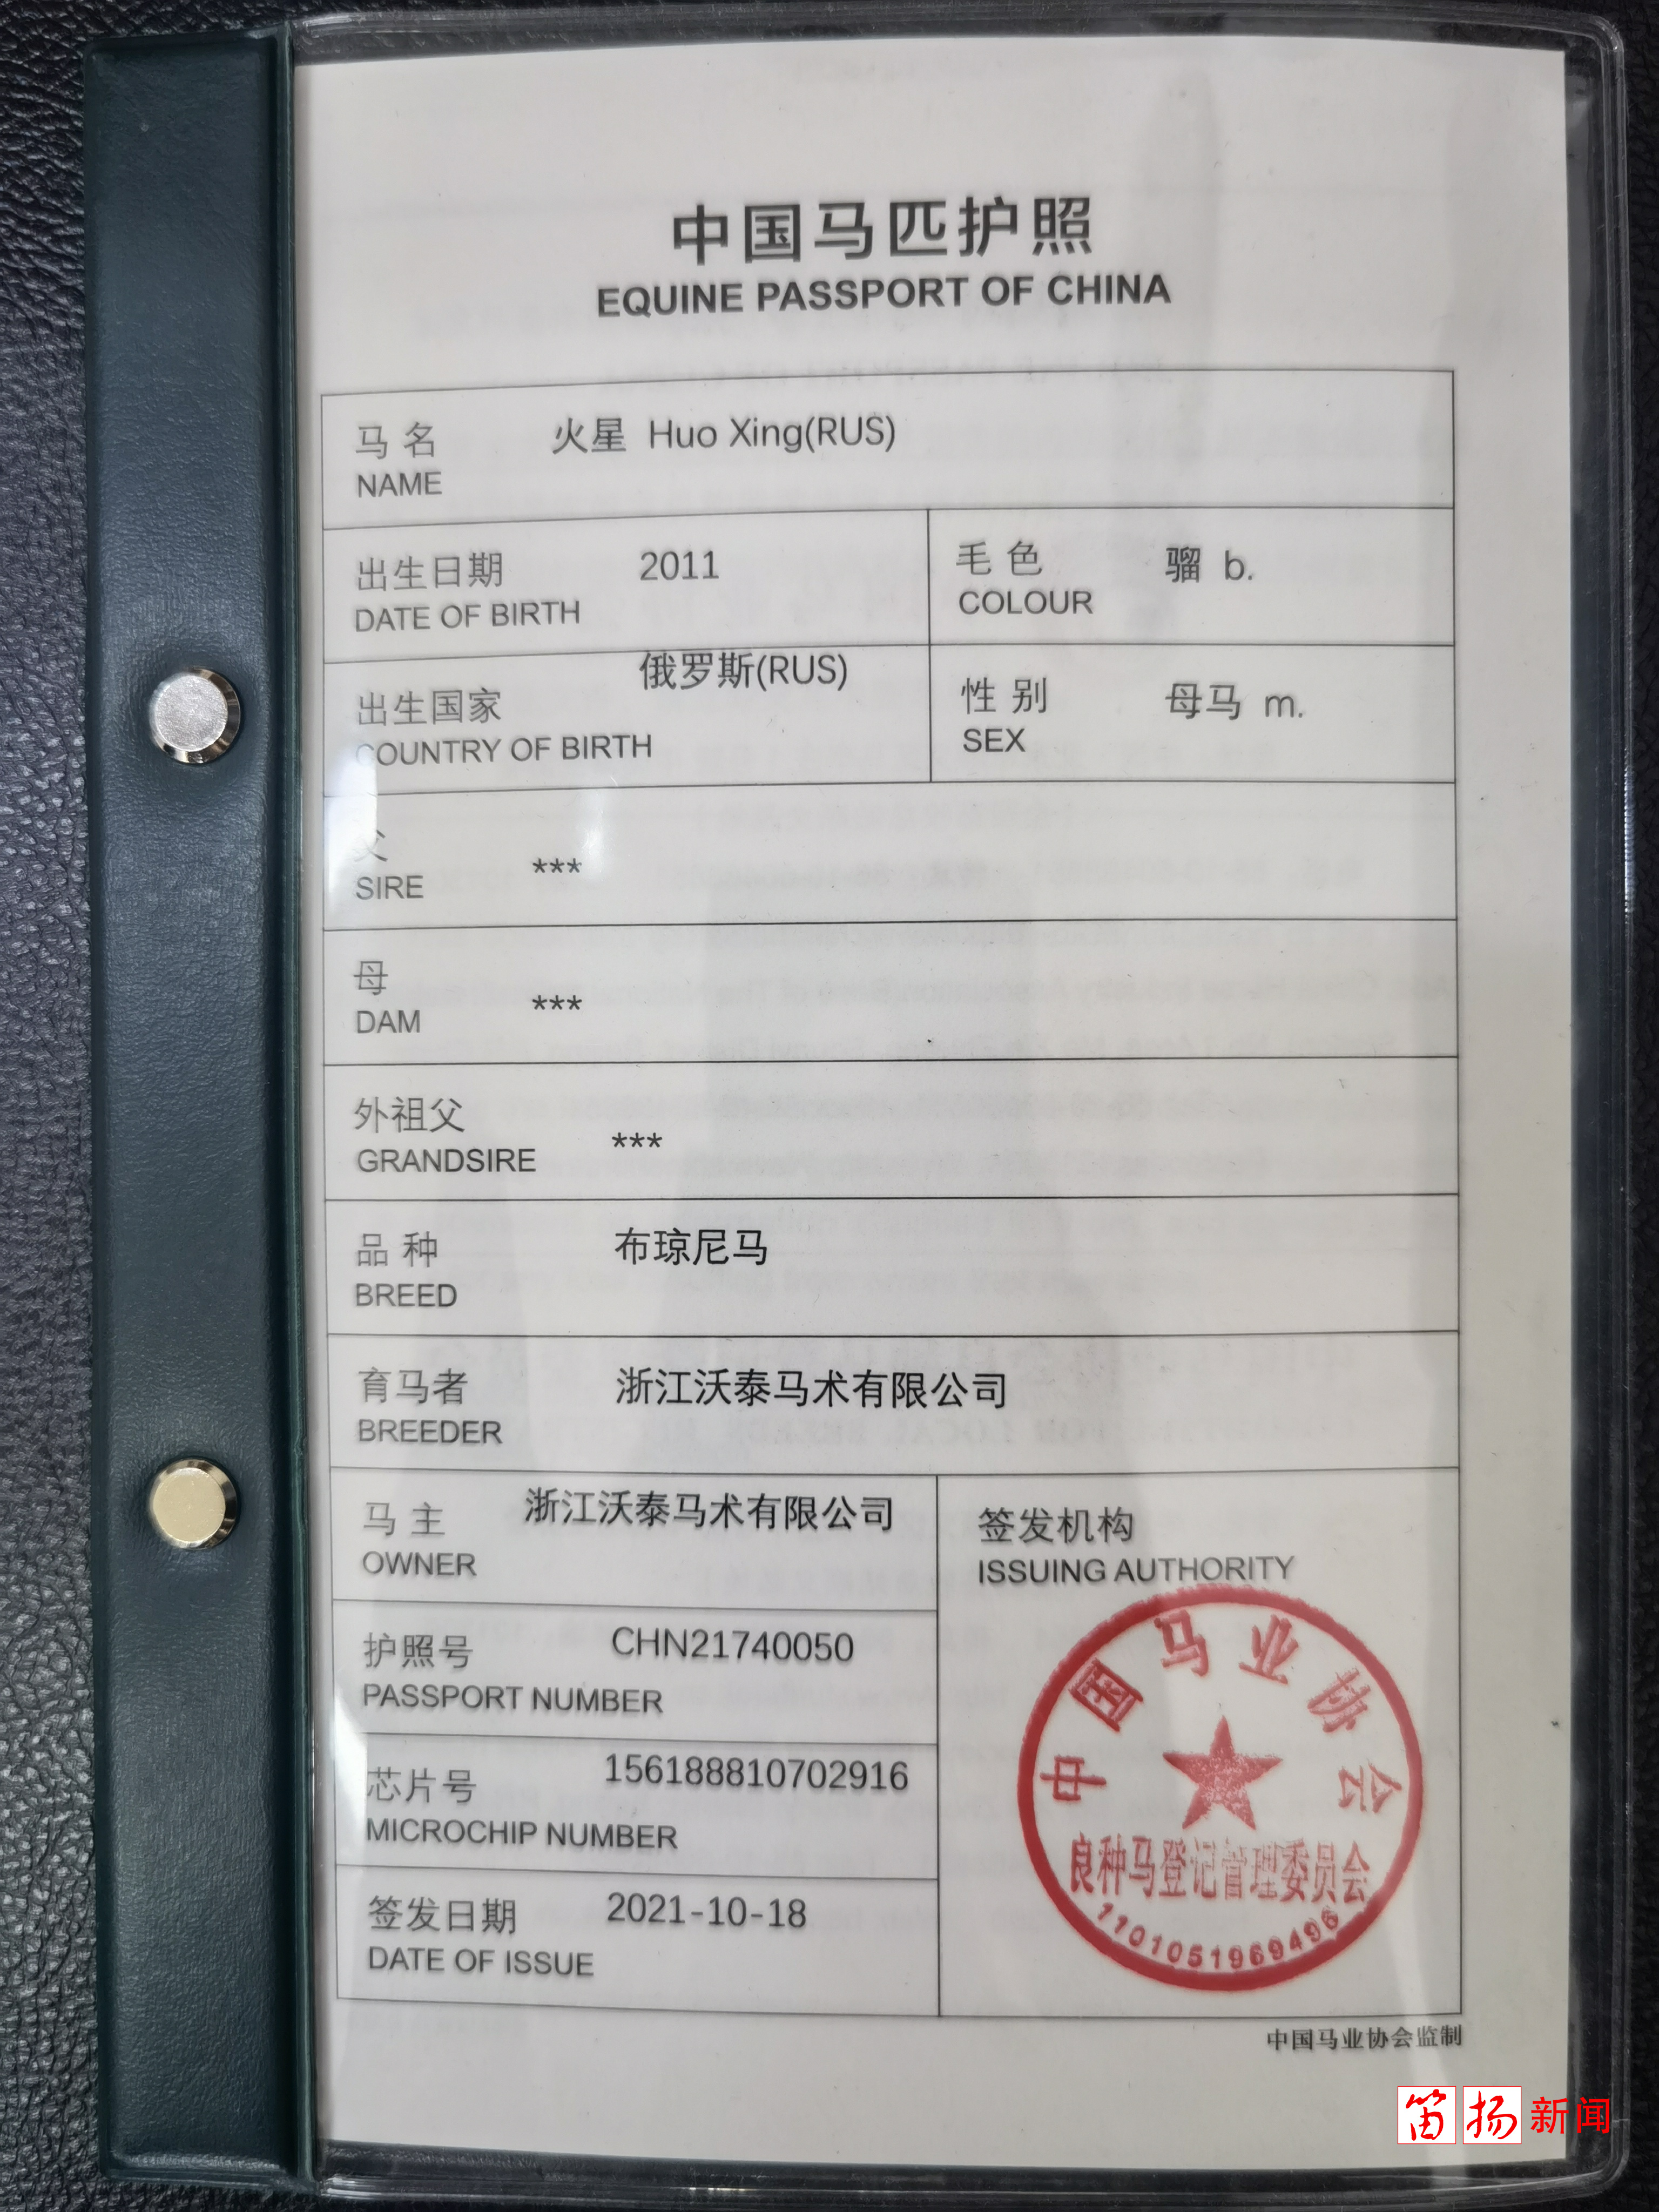 中国马匹护照
EQUINE PASSPORT OF CHINA
马 名 火星 Huo Xing(RUS)
NAME
出生日期 2011
DATE OF BIRTH
毛 色 骝 b.
COLOUR
出生国家 俄罗斯(RUS)
COUNTRY OF BIRTH
性 别 母马 m.
SEX
父
SIRE ***
母
DAM ***
外祖父
GRANDSIRE ***
品 种 布琼尼马
BREED
育马者 浙江沃泰马术有限公司
BREEDER
马 主 浙江沃泰马术有限公司
OWNER
护照号 CHN21740050
PASSPORT NUMBER
芯片号 156188810702916
MICROCHIP NUMBER
签发日期 2021-10-18
DATE OF ISSUE
签发机构
ISSUING AUTHORITY
中国马业协会
良种马登记管理委员会
1101051969496
中国马业协会监制
笛扬新闻